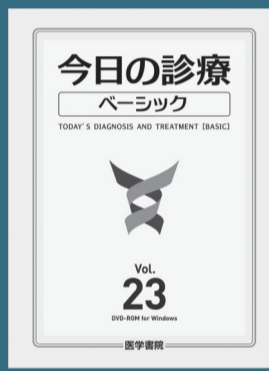 今日の診療
ベーシック
TODAY'S DIAGNOSIS AND TREATMENT [BASIC]
Vol.
23
DVD-ROM for Windows
医学書院